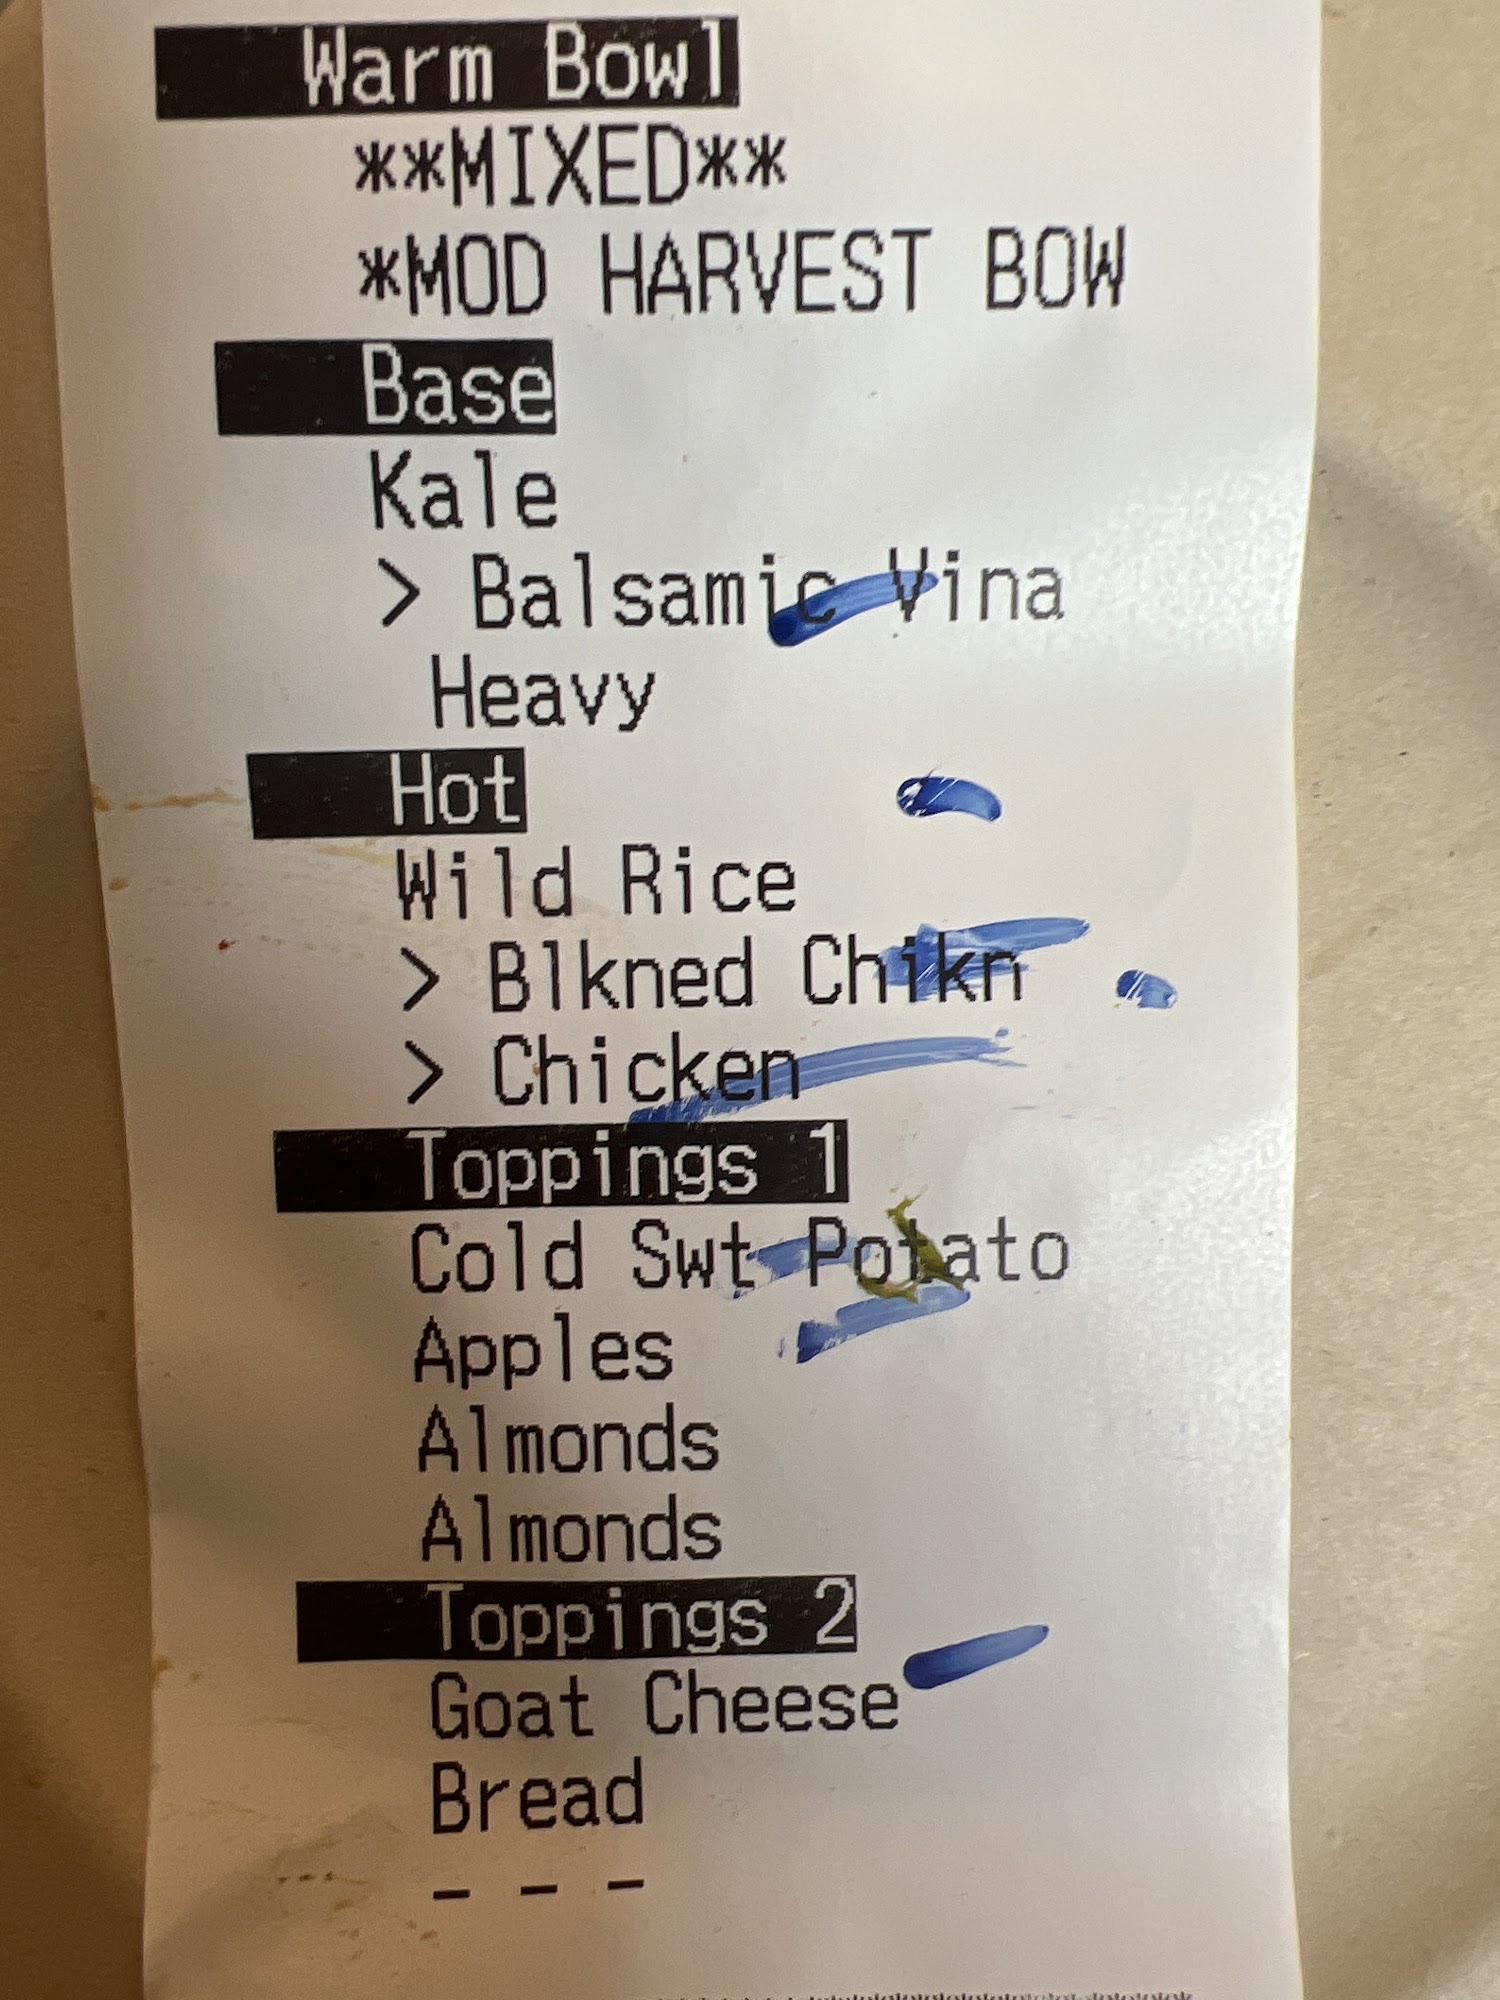 Warm Bowl
**MIXED**
*MOD HARVEST BOW
Base
Kale
> Balsamic Vina
Heavy
Hot
Wild Rice
> Blkned Chikn
> Chicken
Toppings 1
Cold Swt Potato
Apples
Almonds
Almonds
Toppings 2
Goat Cheese
Bread
- - -